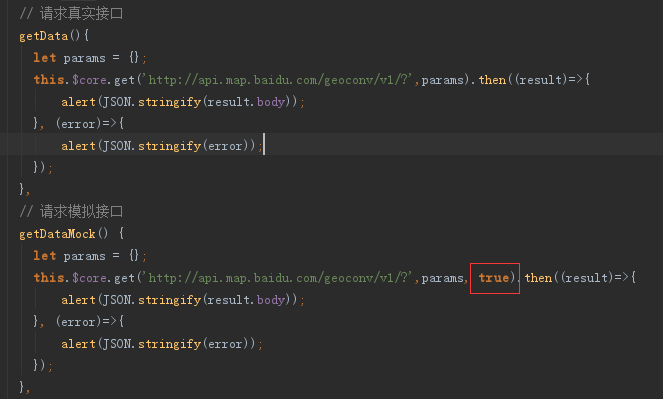 // 请求真实接口
getData(){
let params = {};
this.$core.get('http://api.map.baidu.com/geoconv/v1/?',params).then((result)=>{
alert(JSON.stringify(result.body));
}, (error)=>{
alert(JSON.stringify(error));
});
},
// 请求模拟接口
getDataMock() {
let params = {};
this.$core.get('http://api.map.baidu.com/geoconv/v1/?',params, true).then((result)=>{
alert(JSON.stringify(result.body));
}, (error)=>{
alert(JSON.stringify(error));
});
},